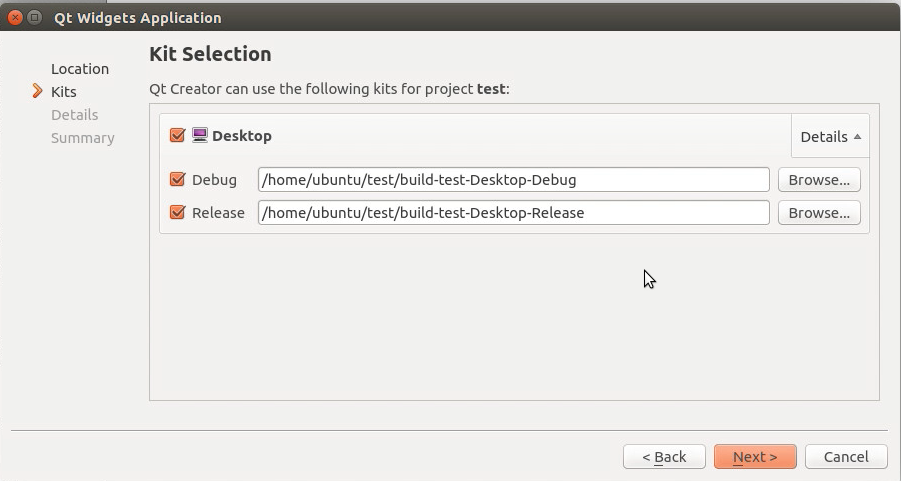 Qt Widgets Application
Location
Kits
Details
Summary
Kit Selection
Qt Creator can use the following kits for project test:
Desktop
Details
Debug /home/ubuntu/test/build-test-Desktop-Debug Browse...
Release /home/ubuntu/test/build-test-Desktop-Release Browse...
< Back Next > Cancel